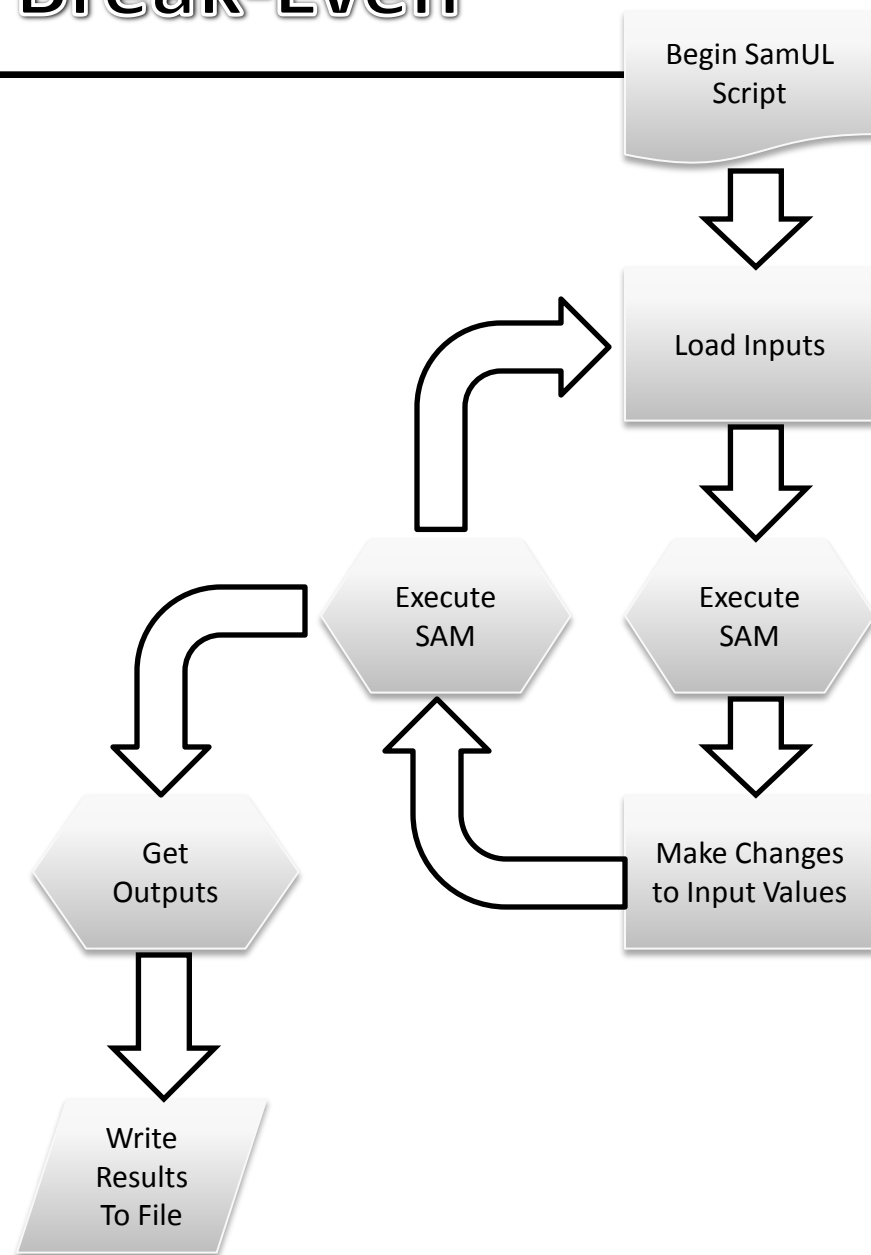 Break-Even
Begin SamUL
Script
Load Inputs
Execute
SAM
Execute
SAM
Make Changes
to Input Values
Get
Outputs
Write
Results
To File